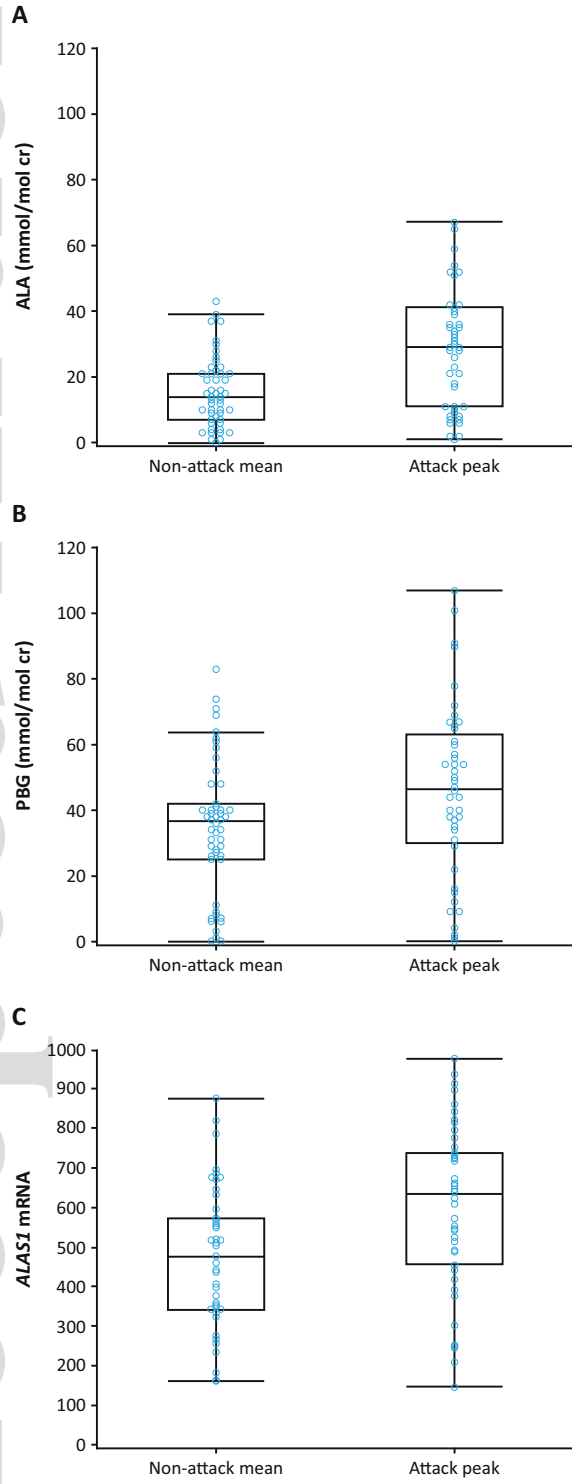 A
120
100
80
60
40
20
0
ALA (mmol/mol cr)
Non-attack mean
Attack peak
B
120
100
80
60
40
20
0
PBG (mmol/mol cr)
Non-attack mean
Attack peak
C
1000
900
800
700
600
500
400
300
200
100
0
ALAS1 mRNA
Non-attack mean
Attack peak